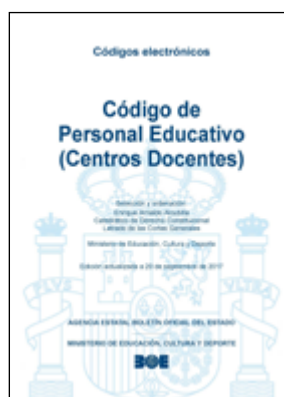 Códigos electrónicos
Código de
Personal Educativo
(Centros Docentes)
Selección y ordenación
Enrique Arnaldo Alcubilla
Catedrático de Derecho Constitucional
Letrado de las Cortes Generales
Ministerio de Educación, Cultura y Deporte
Edición actualizada a 20 de septiembre de 2017
PLVS
VLTRA
AGENCIA ESTATAL BOLETÍN OFICIAL DEL ESTADO
MINISTERIO DE EDUCACIÓN, CULTURA Y DEPORTE
BOE